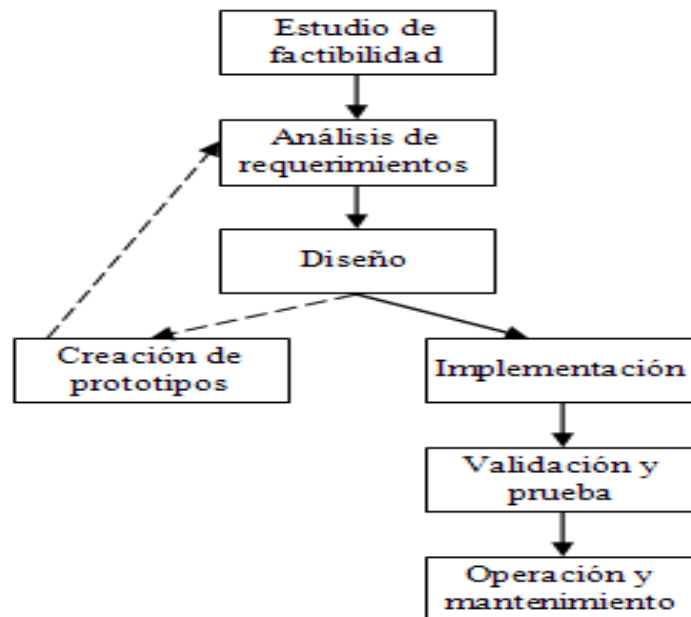 Estudio de
factibilidad
Análisis de
requerimientos
Diseño
Creación de
prototipos
Implementación
Validación y
prueba
Operación y
mantenimiento